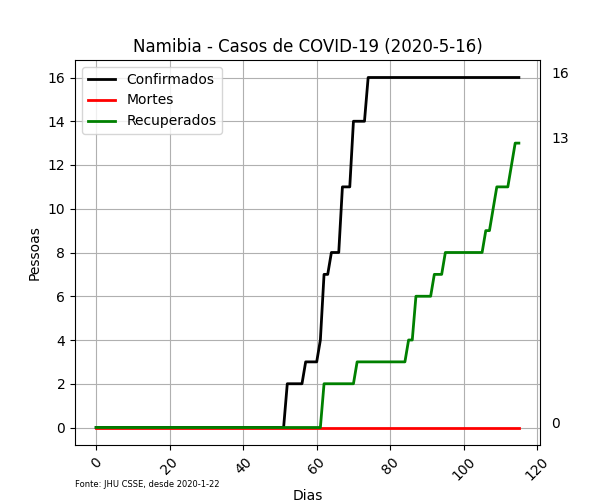 Namibia - Casos de COVID-19 (2020-5-16)
Confirmados
Mortes
Recuperados
Pessoas
16
14
12
10
8
6
4
2
0
16
13
0
0
20
40
60
80
100
120
Dias
Fonte: JHU CSSE, desde 2020-1-22